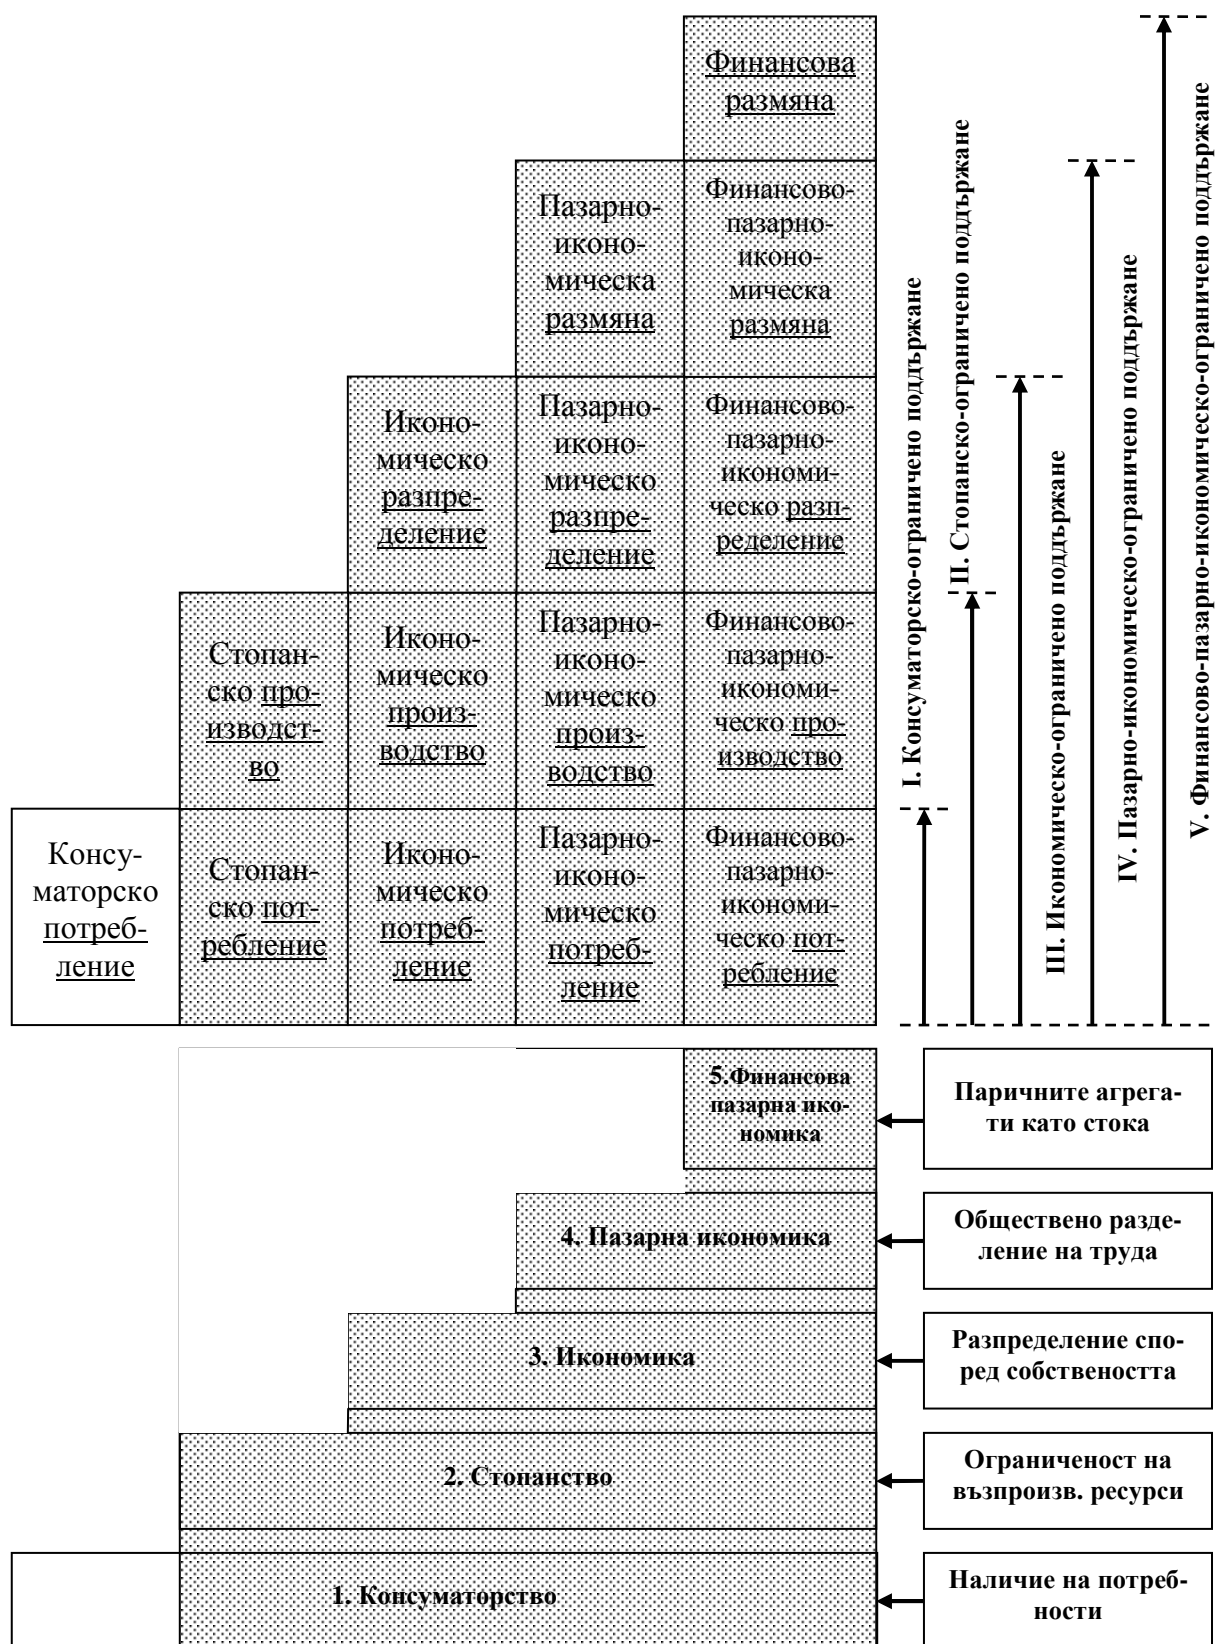 Финансова
размяна
Пазарно-
иконо-
мическа
размяна
Финансово-
пазарно-
иконо-
мическа
размяна
Иконо-
мическо
разпре-
деление
Пазарно-
иконо-
мическо
разпре-
деление
Финансово-
пазарно-
икономи-
ческо разп-
ределение
Стопан-
ско про-
изводст-
во
Иконо-
мическо
произ-
водство
Пазарно-
иконо-
мическо
произ-
водство
Финансово-
пазарно-
икономи-
ческо про-
изводство
Консу-
маторско
потреб-
ление
Стопан-
ско пот-
ребление
Иконо-
мическо
потреб-
ление
Пазарно-
иконо-
мическо
потреб-
ление
Финансово-
пазарно-
икономи-
ческо пот-
ребление
I. Консуматорско-ограничено поддържане
II. Стопанско-ограничено поддържане
III. Икономическо-ограничено поддържане
IV. Пазарно-икономическо-ограничено поддържане
V. Финансово-пазарно-икономическо-ограничено поддържане
5.Финансова
пазарна ико-
номика
Паричните агрега-
ти като стока
4. Пазарна икономика
Обществено разде-
ление на труда
3. Икономика
Разпределение спо-
ред собствеността
2. Стопанство
Ограниченост на
възпроизв. ресурси
1. Консуматорство
Наличие на потреб-
ности